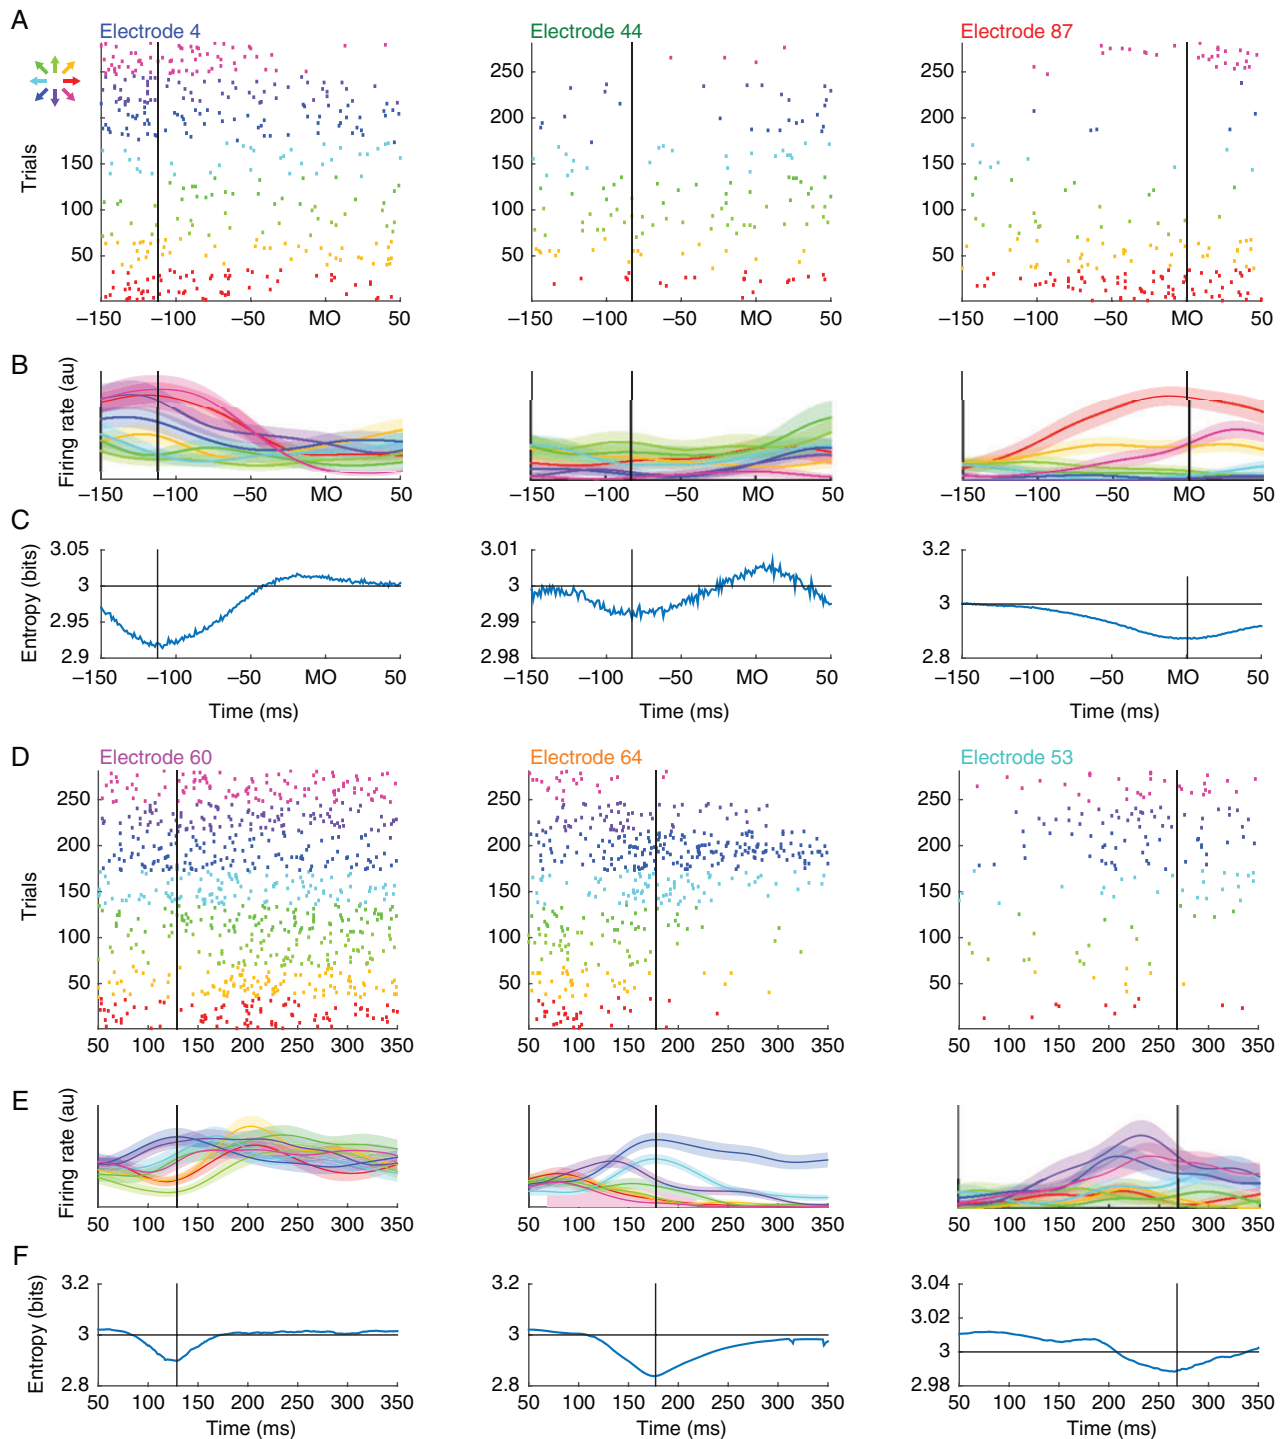 A
Electrode 4
Electrode 44
Electrode 87
Trials
250
150
100
50
−150 −100 −50 MO 50
250
200
150
100
50
−150 −100 −50 MO 50
250
200
150
100
50
−150 −100 −50 MO 50
B
Firing rate (au)
−150 −100 −50 MO 50
−150 −100 −50 MO 50
−150 −100 −50 MO 50
C
Entropy (bits)
3.05
3
2.95
2.9
−150 −100 −50 MO 50
Time (ms)
3.01
3
2.99
2.98
−150 −100 −50 MO 50
Time (ms)
3.2
3
2.8
−150 −100 −50 MO 50
Time (ms)
D
Electrode 60
Electrode 64
Electrode 53
Trials
250
200
150
100
50
50 100 150 200 250 300 350
250
200
150
100
50
50 100 150 200 250 300 350
250
200
150
100
50
50 100 150 200 250 300 350
E
Firing rate (au)
50 100 150 200 250 300 350
50 100 150 200 250 300 350
50 100 150 200 250 300 350
F
Entropy (bits)
3.2
3
2.8
50 100 150 200 250 300 350
Time (ms)
3.2
3
2.8
50 100 150 200 250 300 350
Time (ms)
3.04
3.02
3
2.98
50 100 150 200 250 300 350
Time (ms)